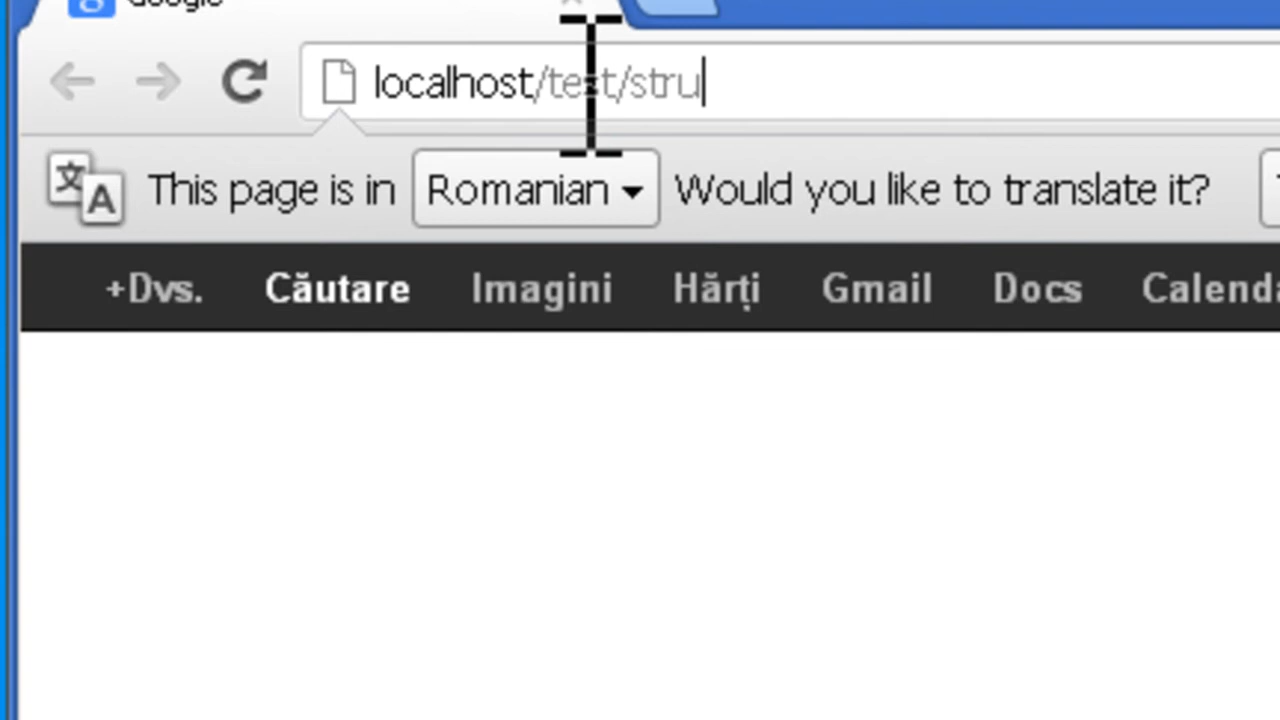 Google
localhost/test/stru
This page is in Romanian Would you like to translate it?
+Dvs. Căutare Imagini Hărți Gmail Docs Calenda